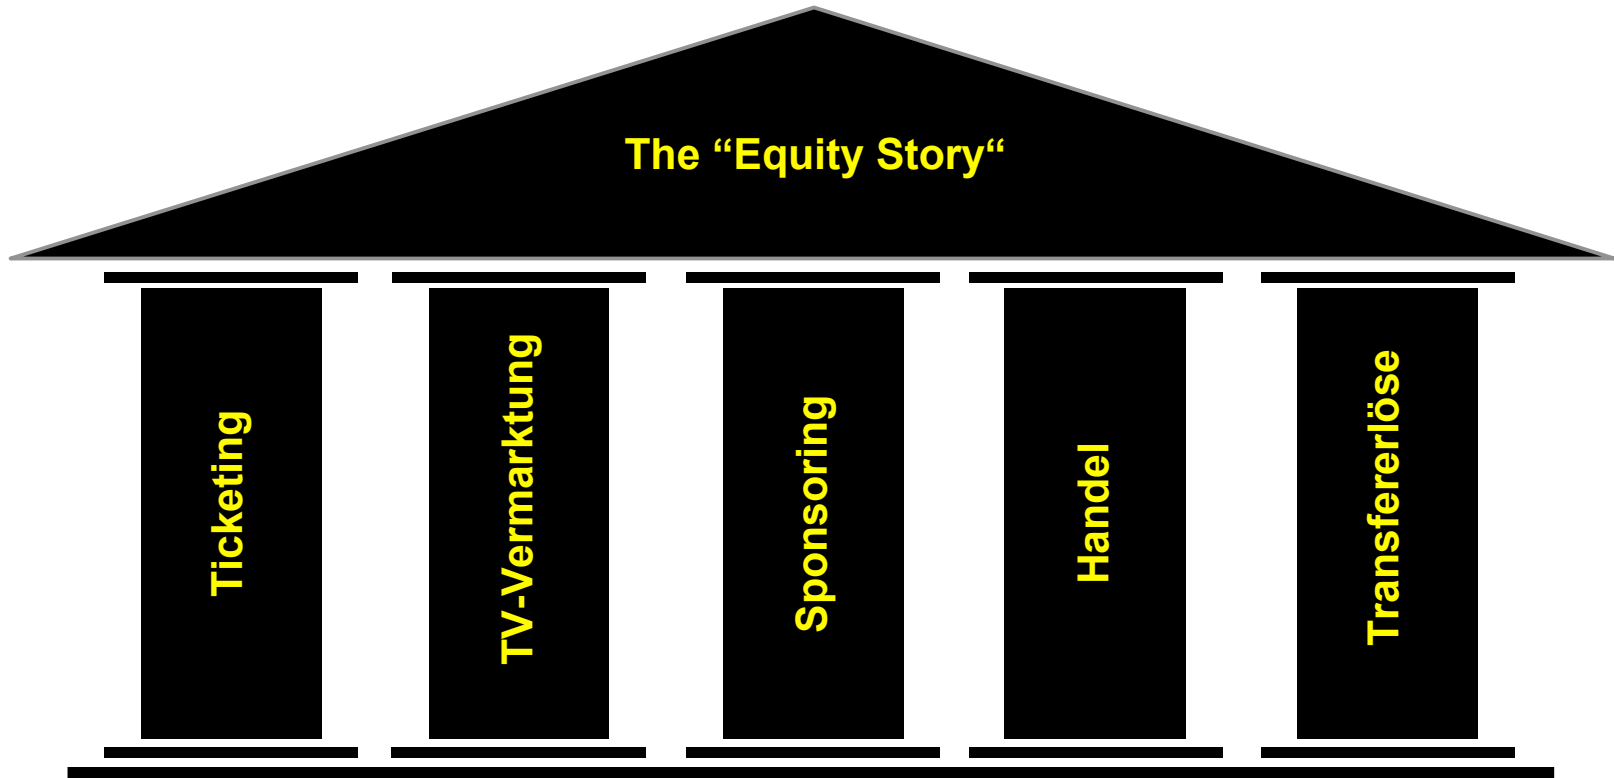 The “Equity Story“
Ticketing
TV-Vermarktung
Sponsoring
Handel
Transfererlöse